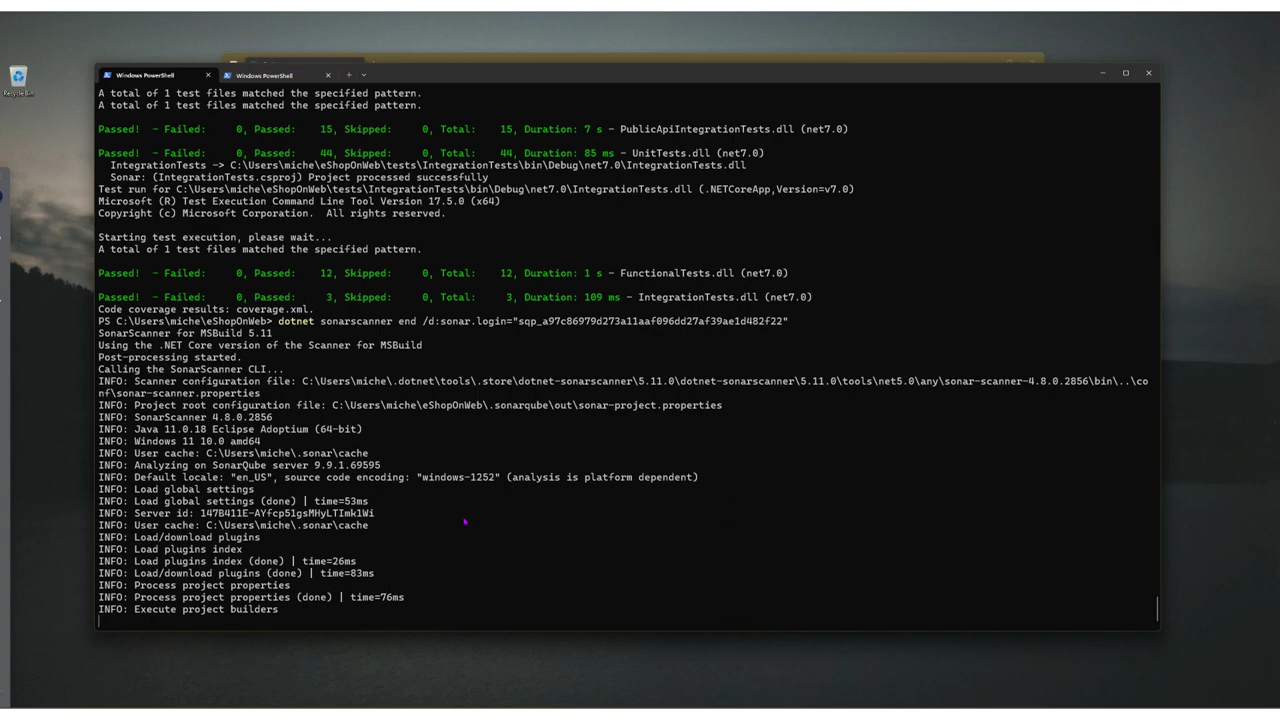 Recycle Bin
Windows PowerShell
Windows PowerShell
A total of 1 test files matched the specified pattern.
A total of 1 test files matched the specified pattern.
Passed!  - Failed:     0, Passed:    15, Skipped:     0, Total:    15, Duration: 7 s - PublicApiIntegrationTests.dll (net7.0)
Passed!  - Failed:     0, Passed:    44, Skipped:     0, Total:    44, Duration: 85 ms - UnitTests.dll (net7.0)
IntegrationTests -> C:\Users\miche\eShopOnWeb\tests\IntegrationTests\bin\Debug\net7.0\IntegrationTests.dll
Sonar: (IntegrationTests.csproj) Project processed successfully
Test run for C:\Users\miche\eShopOnWeb\tests\IntegrationTests\bin\Debug\net7.0\IntegrationTests.dll (.NETCoreApp,Version=v7.0)
Microsoft (R) Test Execution Command Line Tool Version 17.5.0 (x64)
Copyright (c) Microsoft Corporation.  All rights reserved.
Starting test execution, please wait...
A total of 1 test files matched the specified pattern.
Passed!  - Failed:     0, Passed:    12, Skipped:     0, Total:    12, Duration: 1 s - FunctionalTests.dll (net7.0)
Passed!  - Failed:     0, Passed:     3, Skipped:     0, Total:     3, Duration: 109 ms - IntegrationTests.dll (net7.0)
Code coverage results: coverage.xml.
PS C:\Users\miche\eShopOnWeb> dotnet sonarscanner end /d:sonar.login="sqp_a97c86979d273a11aaf096dd27af39ae1d482f22"
SonarScanner for MSBuild 5.11
Using the .NET Core version of the Scanner for MSBuild
Post-processing started.
Calling the SonarScanner CLI...
INFO: Scanner configuration file: C:\Users\miche\.dotnet\tools\.store\dotnet-sonarscanner\5.11.0\dotnet-sonarscanner\5.11.0\tools\net5.0\any\sonar-scanner-4.8.0.2856\bin\..\co
nf\sonar-scanner.properties
INFO: Project root configuration file: C:\Users\miche\eShopOnWeb\.sonarqube\out\sonar-project.properties
INFO: SonarScanner 4.8.0.2856
INFO: Java 11.0.18 Eclipse Adoptium (64-bit)
INFO: Windows 11 10.0 amd64
INFO: User cache: C:\Users\miche\.sonar\cache
INFO: Analyzing on SonarQube server 9.9.1.69595
INFO: Default locale: "en_US", source code encoding: "windows-1252" (analysis is platform dependent)
INFO: Load global settings
INFO: Load global settings (done) | time=53ms
INFO: Server id: 147B411E-AYfcp51gsMHyLTImk1Wi
INFO: User cache: C:\Users\miche\.sonar\cache
INFO: Load/download plugins
INFO: Load plugins index
INFO: Load plugins index (done) | time=26ms
INFO: Load/download plugins (done) | time=83ms
INFO: Process project properties
INFO: Process project properties (done) | time=76ms
INFO: Execute project builders